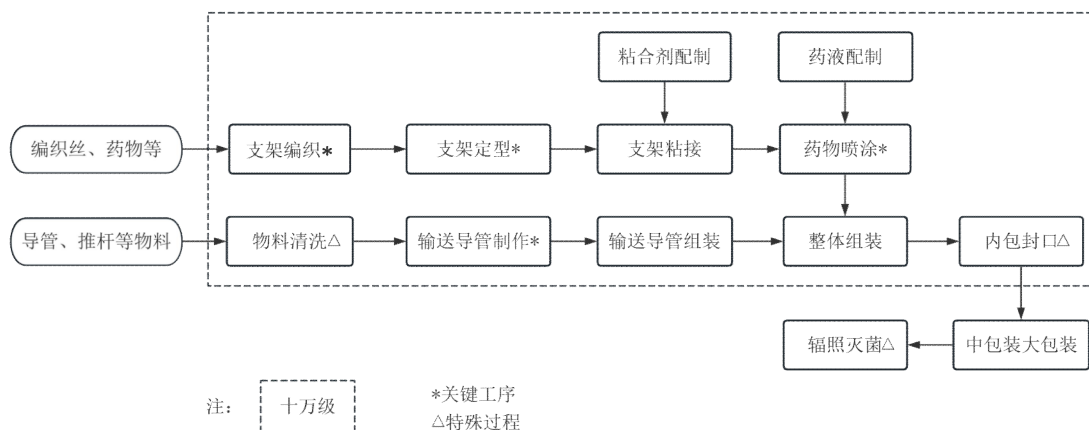 粘合剂配制
药液配制
编织丝、药物等
支架编织*
支架定型*
支架粘接
药物喷涂*
导管、推杆等物料
物料清洗△
输送导管制作*
输送导管组装
整体组装
内包封口△
辐照灭菌△
中包装大包装
注：
十万级
*关键工序
△特殊过程